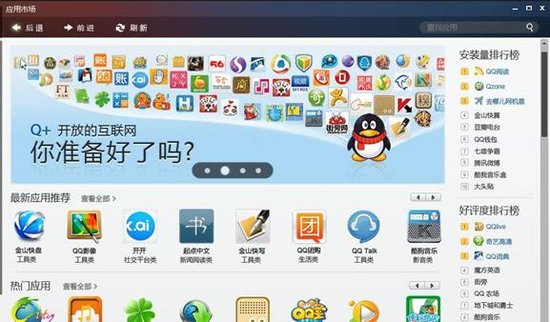 应用市场
后退 前进 刷新 查找应用
Q+ 开放的互联网
你准备好了吗?
最新应用推荐 查看全部
金山快盘
工具类
QQ影像
工具类
开开
社交平台类
起点中文
新闻阅读类
金山快写
工具类
QQ团购
生活类
QQ Talk
工具类
酷狗音乐
影音类
热门应用 查看全部
安装量排行榜
1 QQ阅读
2 Qzone
3 去哪儿网机票
4 金山快盘
5 豆瓣电台
6 QQ钱包
7 七雄争霸
8 腾讯微博
9 酷我音乐盒
10 大头贴
好评度排行榜
1 QQlive
2 奇艺高清
3 QQ词典
4 魔方英语
5 街旁
6 QQ 农场
7 地下城和勇士
8 酷狗音乐